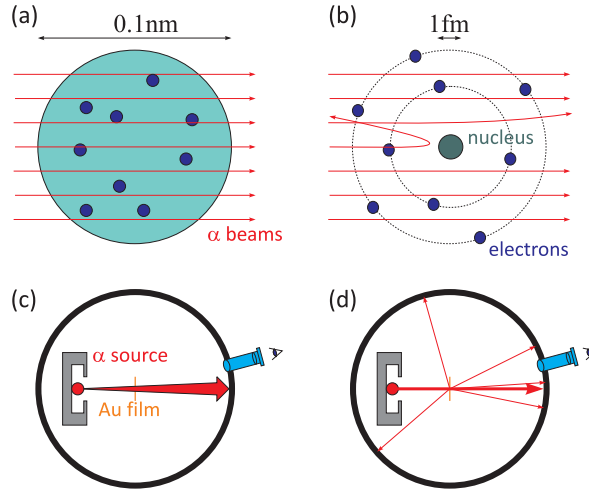 (a)
0.1nm
α beams
(b)
1fm
nucleus
electrons
(c)
α source
Au film
(d)